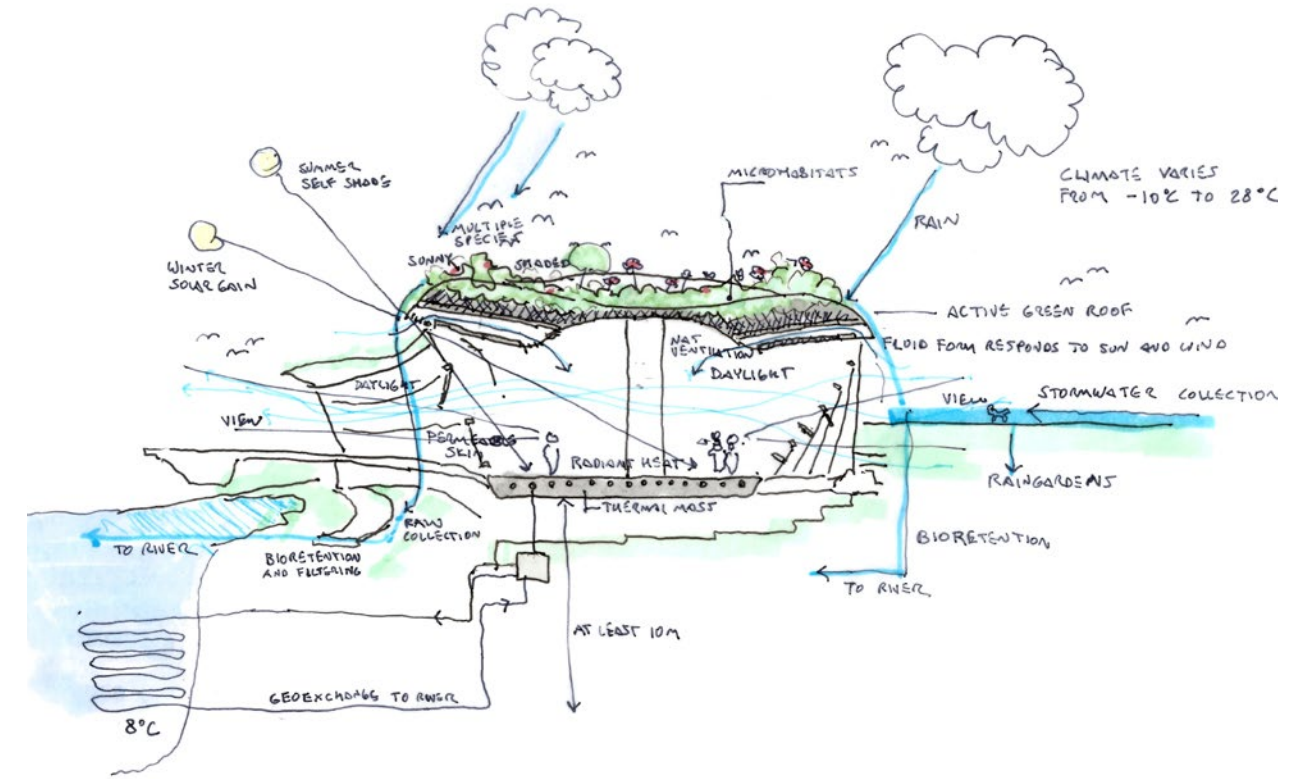 SUMMER
SELF SHADE
WINTER
SOLAR GAIN
MULTIPLE
SPECIES
SONNY
SHADED
MICROHABITATS
RAIN
CLIMATE VARIES
FROM -10°C TO 28°C
ACTIVE GREEN ROOF
FLUID FORM RESPONDS TO SUN AND WIND
NAT
VENTILATION
DAYLIGHT
DAYLIGHT
VIEW
PERMEABLE
SKIN
RADIANT HEAT
THERMAL MASS
VIEW
STORMWATER COLLECTION
RAINGARDENS
BIORETENTION
TO RIVER
RAIN
COLLECTION
TO RIVER
BIORETENTION
AND FILTERING
AT LEAST 10M
GEOEXCHANGE TO RIVER
8°C